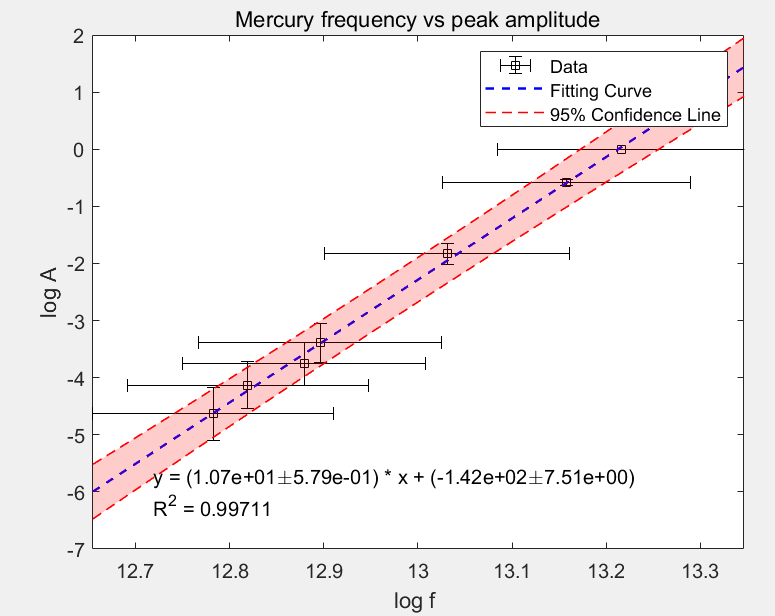 Mercury frequency vs peak amplitude
2
1
0
-1
-2
-3
-4
-5
-6
-7
log A
Data
Fitting Curve
95% Confidence Line
y = (1.07e+01±5.79e-01) * x + (-1.42e+02±7.51e+00)
R² = 0.99711
12.7 12.8 12.9 13 13.1 13.2 13.3
log f